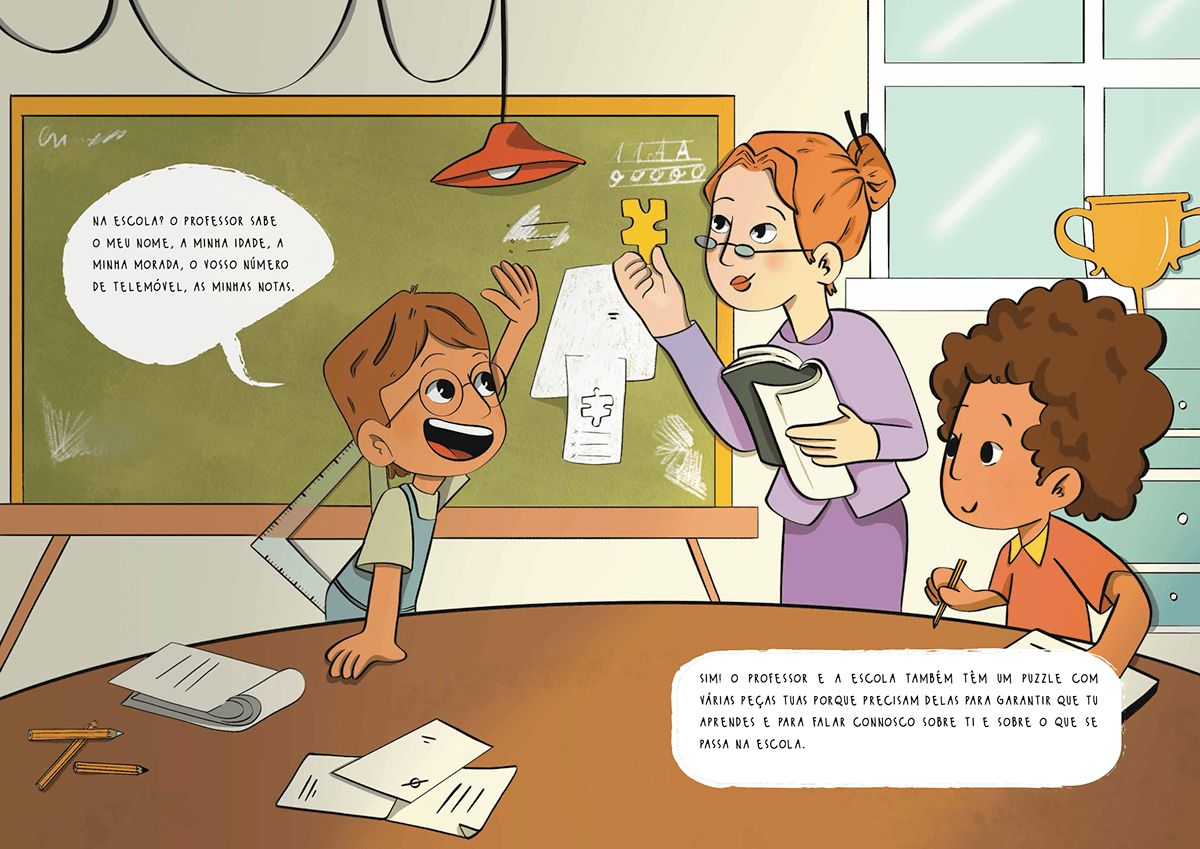 NA ESCOLA? O PROFESSOR SABE
O MEU NOME, A MINHA IDADE, A
MINHA MORADA, O VOSSO NÚMERO
DE TELEMÓVEL, AS MINHAS NOTAS.
A A A A
SIM! O PROFESSOR E A ESCOLA TAMBÉM TÊM UM PUZZLE COM
VÁRIAS PEÇAS TUAS PORQUE PRECISAM DELAS PARA GARANTIR QUE TU
APRENDES E PARA FALAR CONNOSCO SOBRE TI E SOBRE O QUE SE
PASSA NA ESCOLA.